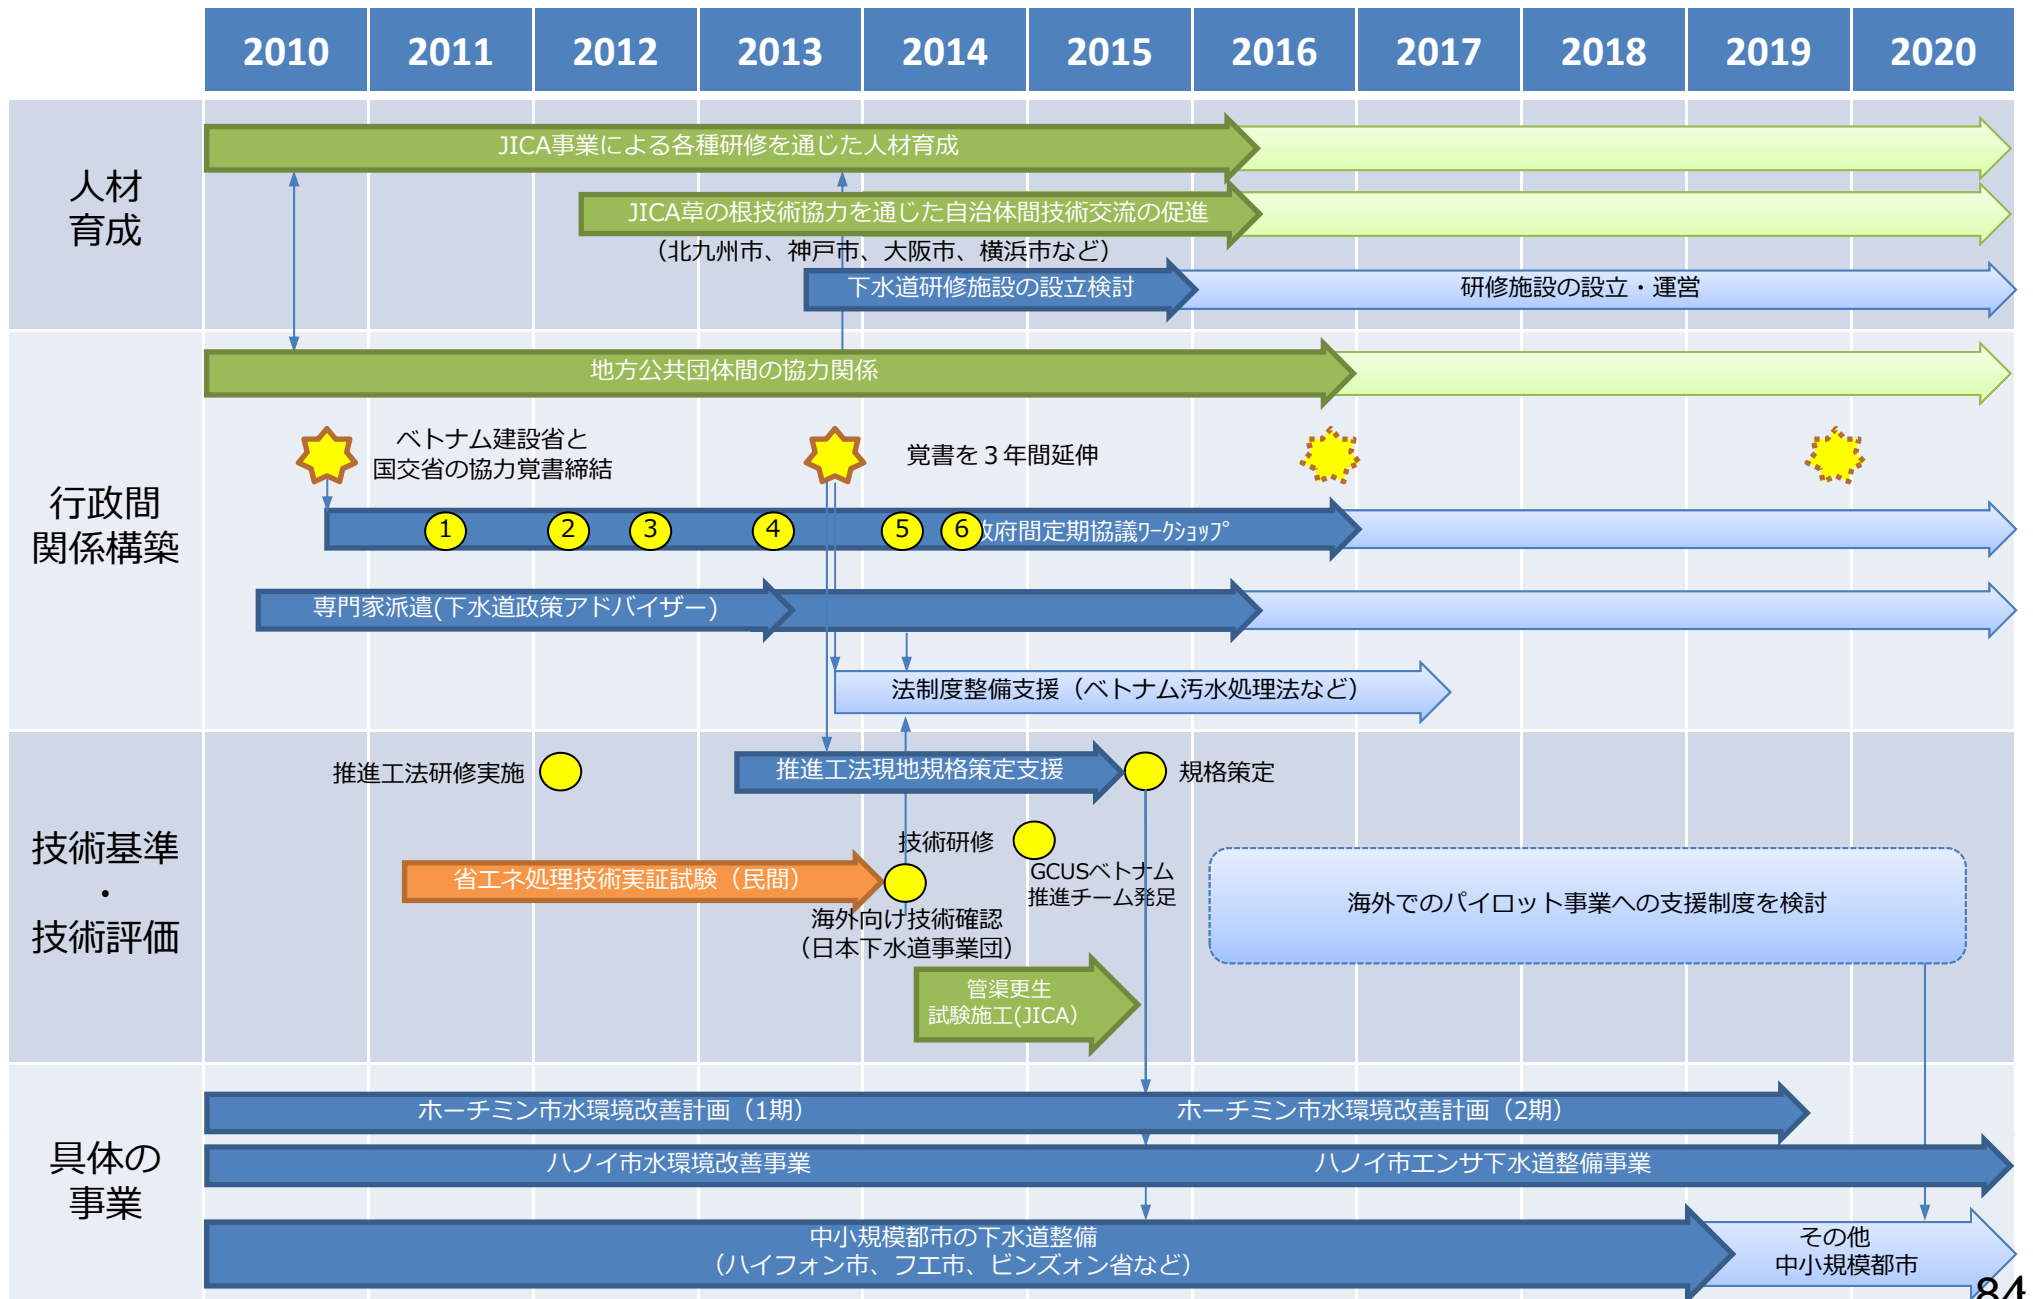 2010 2011 2012 2013 2014 2015 2016 2017 2018 2019 2020
人材
育成
JICA事業による各種研修を通じた人材育成
JICA草の根技術協力を通じた自治体間技術交流の促進
（北九州市、神戸市、大阪市、横浜市など）
下水道研修施設の設立検討
研修施設の設立・運営
行政間
関係構築
地方公共団体間の協力関係
ベトナム建設省と
国交省の協力覚書締結
覚書を３年間延伸
1 2 3 4 5 6
府間定期協議ﾜｰｸｼｮｯﾌﾟ
専門家派遣(下水道政策アドバイザー)
法制度整備支援（ベトナム汚水処理法など）
技術基準
・
技術評価
推進工法研修実施
推進工法現地規格策定支援
規格策定
技術研修
GCUSベトナム
推進チーム発足
省エネ処理技術実証試験（民間）
海外向け技術確認
（日本下水道事業団）
海外でのパイロット事業への支援制度を検討
管渠更生
試験施工(JICA）
具体の
事業
ホーチミン市水環境改善計画（1期）
ホーチミン市水環境改善計画（2期）
ハノイ市水環境改善事業
ハノイ市エンサ下水道整備事業
中小規模都市の下水道整備
（ハイフォン市、フエ市、ビンズォン省など）
その他
中小規模都市
84